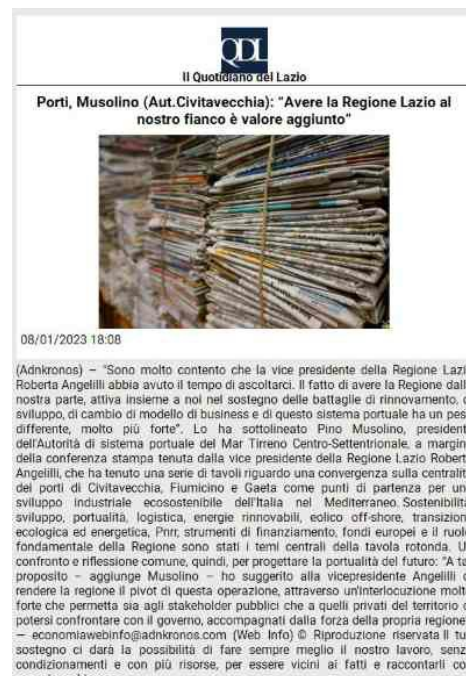 QDL
Il Quotidiano del Lazio
Porti, Musolino (Aut.Civitavecchia): “Avere la Regione Lazio al
nostro fianco è valore aggiunto”
08/01/2023 18:08
(Adnkronos) – “Sono molto contento che la vice presidente della Regione Lazi
Roberta Angelilli abbia avuto il tempo di ascoltarci. Il fatto di avere la Regione dall
nostra parte, attiva insieme a noi nel sostegno delle battaglie di rinnovamento, d
sviluppo, di cambio di modello di business e di questo sistema portuale ha un pes
differente, molto più forte”. Lo ha sottolineato Pino Musolino, president
dell'Autorità di sistema portuale del Mar Tirreno Centro-Settentrionale, a margin
della conferenza stampa tenuta dalla vice presidente della Regione Lazio Robert
Angelilli, che ha tenuto una serie di tavoli riguardo una convergenza sulla centralit
dei porti di Civitavecchia, Fiumicino e Gaeta come punti di partenza per un
sviluppo industriale ecosostenibile dell'Italia nel Mediterraneo. Sostenibilità
sviluppo, portualità, logistica, energie rinnovabili, eolico off-shore, transizion
ecologica ed energetica, Pnrr, strumenti di finanziamento, fondi europei e il ruol
fondamentale della Regione sono stati i temi centrali della tavola rotonda. U
confronto e riflessione comune, quindi, per progettare la portualità del futuro: “A ta
proposito – aggiunge Musolino – ho suggerito alla vicepresidente Angelilli d
rendere la regione il pivot di questa operazione, attraverso un'interlocuzione molt
forte che permetta sia agli stakeholder pubblici che a quelli privati del territorio d
potersi confrontare con il governo, accompagnati dalla forza della propria regione”
— economiawebinfo@adnkronos.com (Web Info) © Riproduzione riservata Il tu
sostegno ci darà la possibilità di fare sempre meglio il nostro lavoro, senz
condizionamenti e con più risorse, per essere vicini ai fatti e raccontarli co